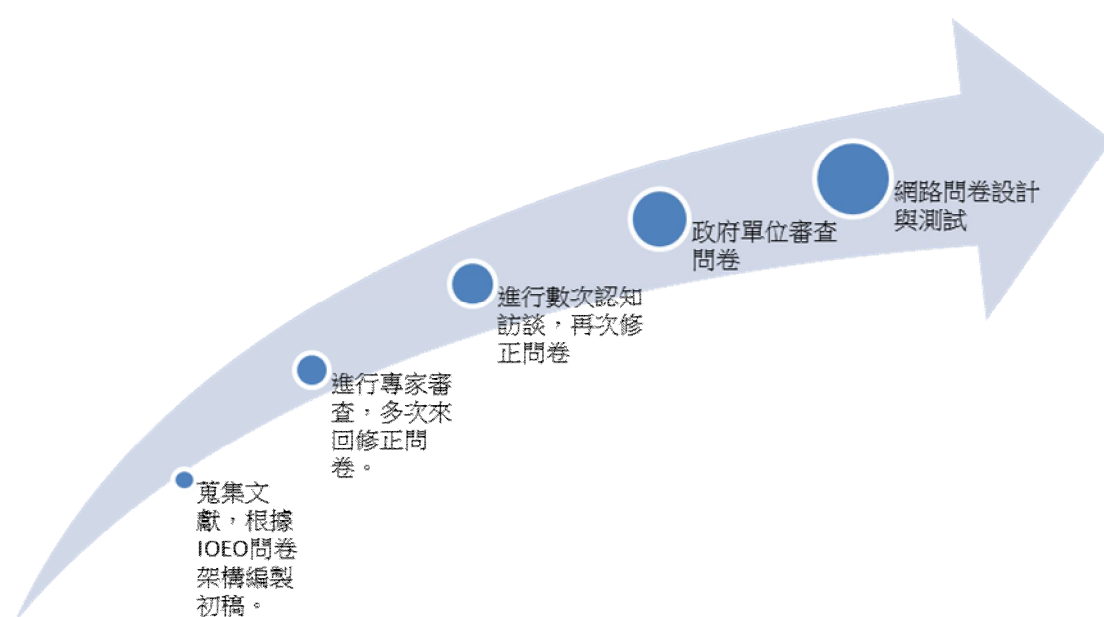 蒐集文
獻，根據
IOEO問卷
架構編製
初稿。
進行專家審
查，多次來
回修正問
卷。
進行數次認知
訪談，再次修
正問卷
政府單位審查
問卷
網路問卷設計
與測試